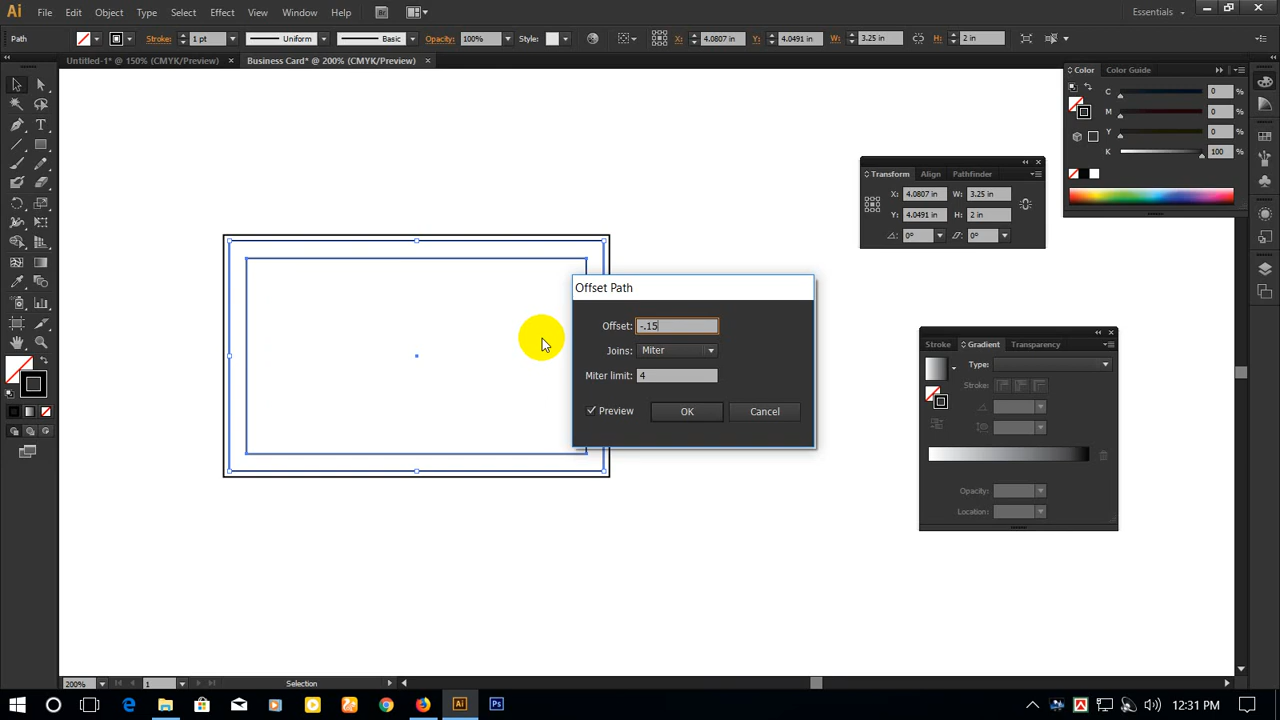 Ai File Edit Object Type Select Effect View Window Help Br Essentials
Path Stroke: 1 pt Uniform Basic Opacity: 100% Style: X: 4.0807 in Y: 4.0491 in W: 3.25 in H: 2 in
Untitled-1* @ 150% (CMYK/Preview) × Business Card* @ 200% (CMYK/Preview) ×
Color Color Guide
C 0 %
M 0 %
Y 0 %
K 100 %
Transform Align Pathfinder
X: 4.0807 in W: 3.25 in
Y: 4.0491 in H: 2 in
0° 0°
Offset Path
Offset: -.15
Joins: Miter
Miter limit: 4
Preview OK Cancel
Stroke Gradient Transparency
Type:
Stroke:
Opacity:
Location:
200% 1 Selection
Ai Ps 12:31 PM